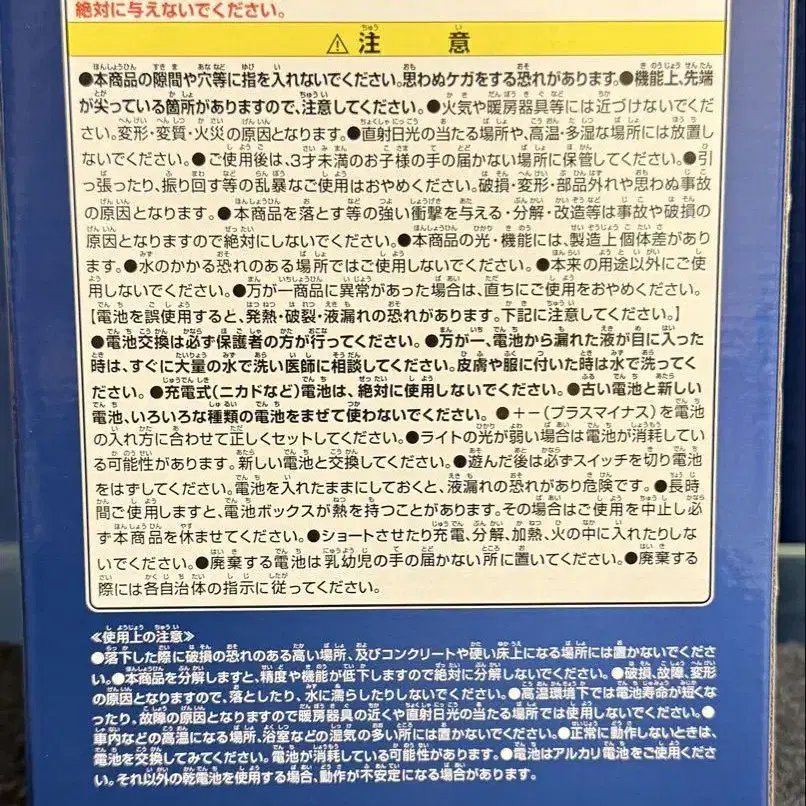 絶対に与えないでください。
⚠注 意
●本商品の隙間や穴等に指を入れないでください。思わぬケガをする恐れがあります。●機能上、先端
が尖っている箇所がありますので、注意してください。●火気や暖房器具等には近づけないでくだ
さい。変形・変質・火災の原因となります。●直射日光の当たる場所や、高温・多湿な場所には放置し
ないでください。●ご使用後は、3才未満のお子様の手の届かない場所に保管してください。●引
っ張ったり、振り回す等の乱暴なご使用はおやめください。破損・変形・部品外れや思わぬ事故
の原因となります。●本商品を落とす等の強い衝撃を与える・分解・改造等は事故や破損の
原因となりますので絶対にしないでください。●本商品の光・機能には、製造上個体差があり
ます。●水のかかる恐れのある場所ではご使用しないでください。●本来の用途以外にご使
用しないでください。●万が一商品に異常があった場合は、直ちにご使用をおやめください。
【電池を誤使用すると、発熱・破裂・液漏れの恐れがあります。下記に注意してください。】
●電池交換は必ず保護者の方が行ってください。●万が一、電池から漏れた液が目に入った
時は、すぐに大量の水で洗い医師に相談してください。皮膚や服に付いた時は水で洗ってく
ださい。●充電式(ニカドなど)電池は、絶対に使用しないでください。●古い電池と新しい
電池、いろいろな種類の電池をまぜて使わないでください。●+-(プラスマイナス)を電池
の入れ方に合わせて正しくセットしてください。●ライトの光が弱い場合は電池が消耗してい
る可能性があります。新しい電池と交換してください。●遊んだ後は必ずスイッチを切り電池
をはずしてください。電池を入れたままにしておくと、液漏れの恐れがあり危険です。●長時
間ご使用しますと、電池ボックスが熱を持つことがあります。その場合はご使用を中止し必
ず本商品を休ませてください。●ショートさせたり充電、分解、加熱、火の中に入れたりしな
いでください。●廃棄する電池は乳幼児の手の届かない所に置いてください。●廃棄する
際には各自治体の指示に従ってください。
≪使用上の注意≫
●落下した際に破損の恐れのある高い場所、及びコンクリートや硬い床上になる場所には置かないでくださ
い。●本商品を分解しますと、精度や機能が低下しますので絶対に分解しないでください。●破損、故障、変形
の原因となりますので、落としたり、水に濡らしたりしないでください。●高温環境下では電池寿命が短くな
ったり、故障の原因となりますので暖房器具の近くや直射日光の当たる場所では使用しないでください。●
車内などの高温になる場所、浴室などの湿気の多い所には置かないでください。●正常に動作しないときは、
電池を交換してみてください。電池が消耗している可能性があります。●電池はアルカリ電池をご使用くださ
い。それ以外の乾電池を使用する場合、動作が不安定になる場合があります。